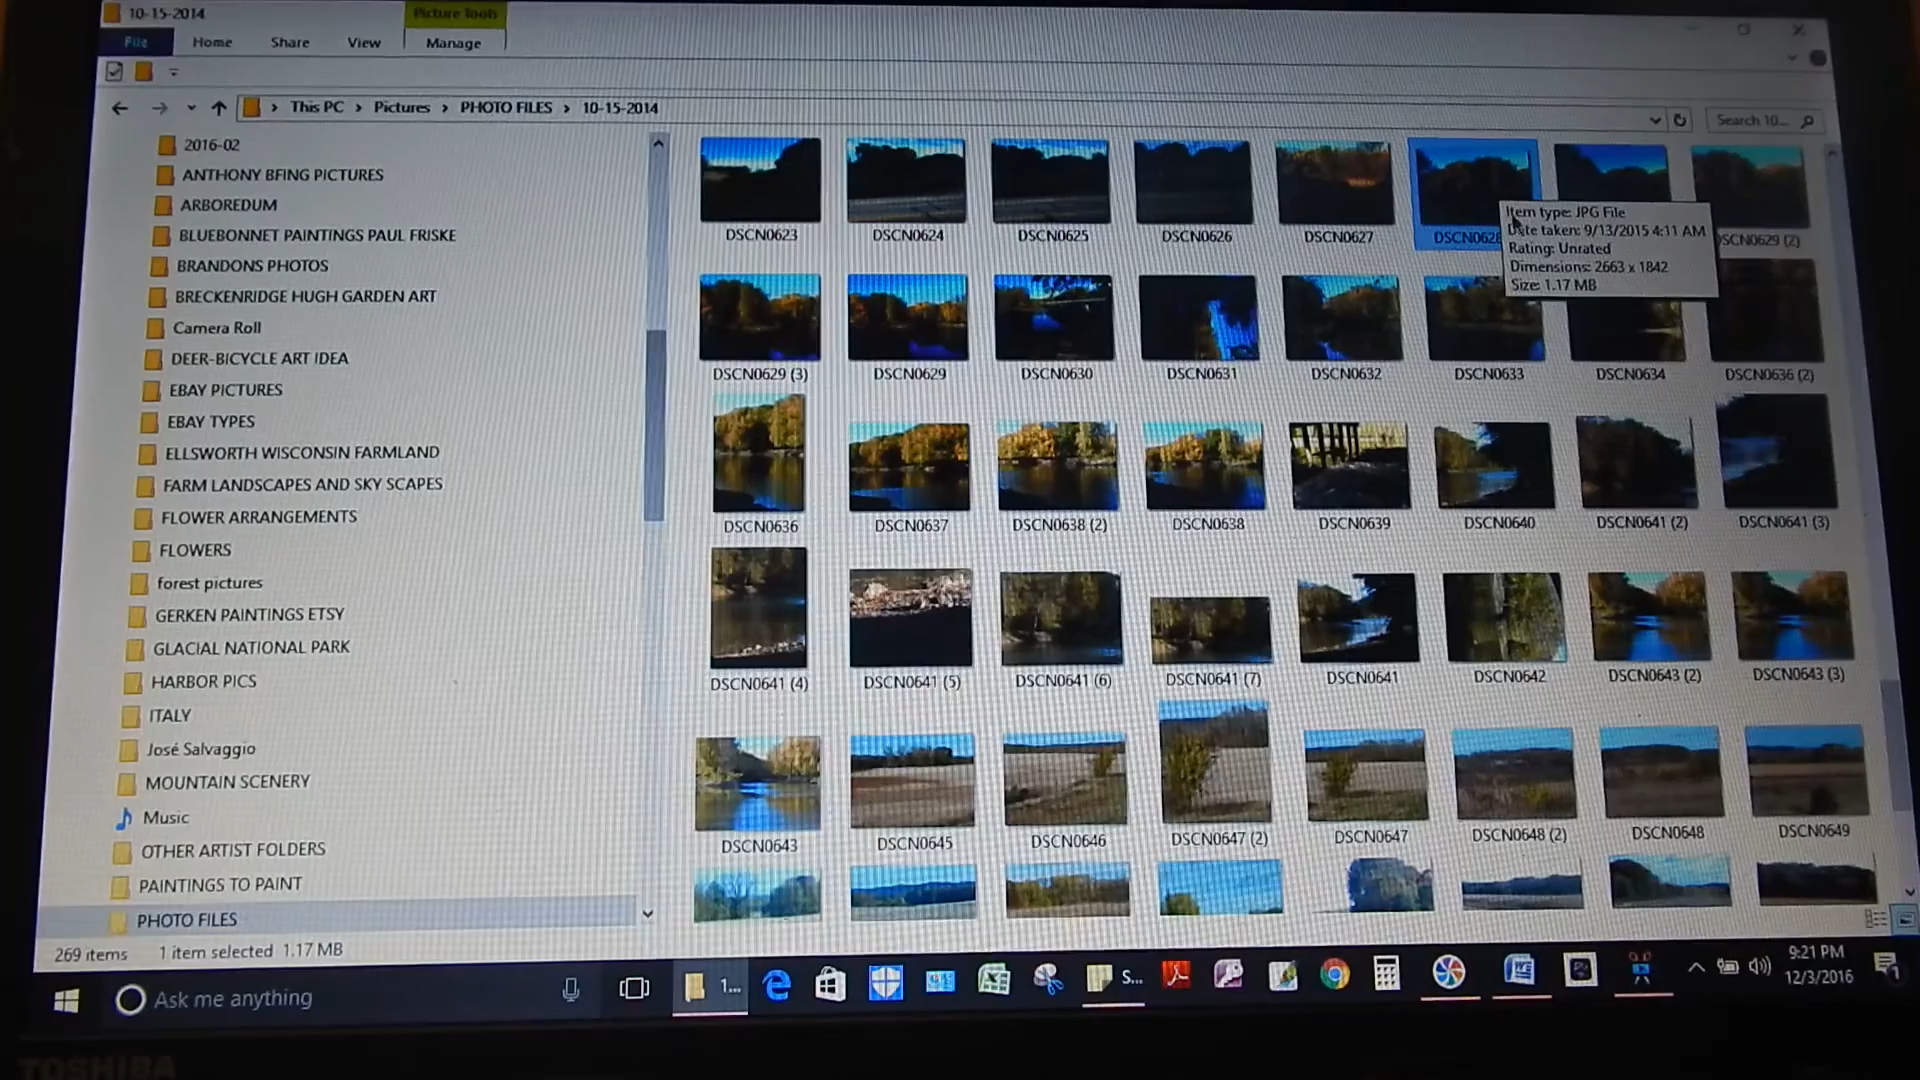 10-15-2014
Picture Tools
File Home Share View Manage
This PC > Pictures > PHOTO FILES > 10-15-2014
Search 10...
2016-02
ANTHONY BFING PICTURES
ARBOREDUM
BLUEBONNET PAINTINGS PAUL FRISKE
BRANDONS PHOTOS
BRECKENRIDGE HUGH GARDEN ART
Camera Roll
DEER-BICYCLE ART IDEA
EBAY PICTURES
EBAY TYPES
ELLSWORTH WISCONSIN FARMLAND
FARM LANDSCAPES AND SKY SCAPES
FLOWER ARRANGEMENTS
FLOWERS
forest pictures
GERKEN PAINTINGS ETSY
GLACIAL NATIONAL PARK
HARBOR PICS
ITALY
José Salvaggio
MOUNTAIN SCENERY
Music
OTHER ARTIST FOLDERS
PAINTINGS TO PAINT
PHOTO FILES
DSCN0623 DSCN0624 DSCN0625 DSCN0626 DSCN0627 DSCN0628 DSCN0629 (2)
Item type: JPG File
Date taken: 9/13/2015 4:11 AM
Rating: Unrated
Dimensions: 2663 x 1842
Size: 1.17 MB
DSCN0629 (3) DSCN0629 DSCN0630 DSCN0631 DSCN0632 DSCN0633 DSCN0634 DSCN0636 (2)
DSCN0636 DSCN0637 DSCN0638 (2) DSCN0638 DSCN0639 DSCN0640 DSCN0641 (2) DSCN0641 (3)
DSCN0641 (4) DSCN0641 (5) DSCN0641 (6) DSCN0641 (7) DSCN0641 DSCN0642 DSCN0643 (2) DSCN0643 (3)
DSCN0643 DSCN0645 DSCN0646 DSCN0647 (2) DSCN0647 DSCN0648 (2) DSCN0648 DSCN0649
269 items 1 item selected 1.17 MB
Ask me anything
1...
S...
9:21 PM
12/3/2016
1
TOSHIBA